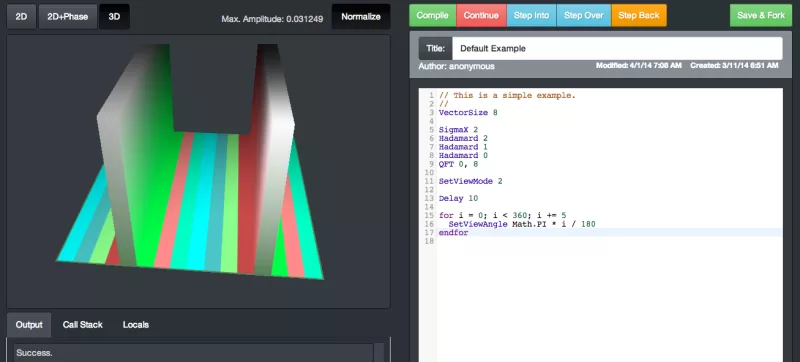 2D 2D+Phase 3D Max. Amplitude: 0.031249 Normalize
Compile Continue Step Into Step Over Step Back Save & Fork
Title: Default Example
Author: anonymous Modified: 4/1/14 7:08 AM Created: 3/11/14 6:51 AM
1 // This is a simple example.
2 //
3 VectorSize 8
4
5 SigmaX 2
6 Hadamard 2
7 Hadamard 1
8 Hadamard 0
9 QFT 0, 8
10
11 SetViewMode 2
12
13 Delay 10
14
15 for i = 0; i < 360; i += 5
16 SetViewAngle Math.PI * i / 180
17 endfor
18
Output Call Stack Locals
Success.